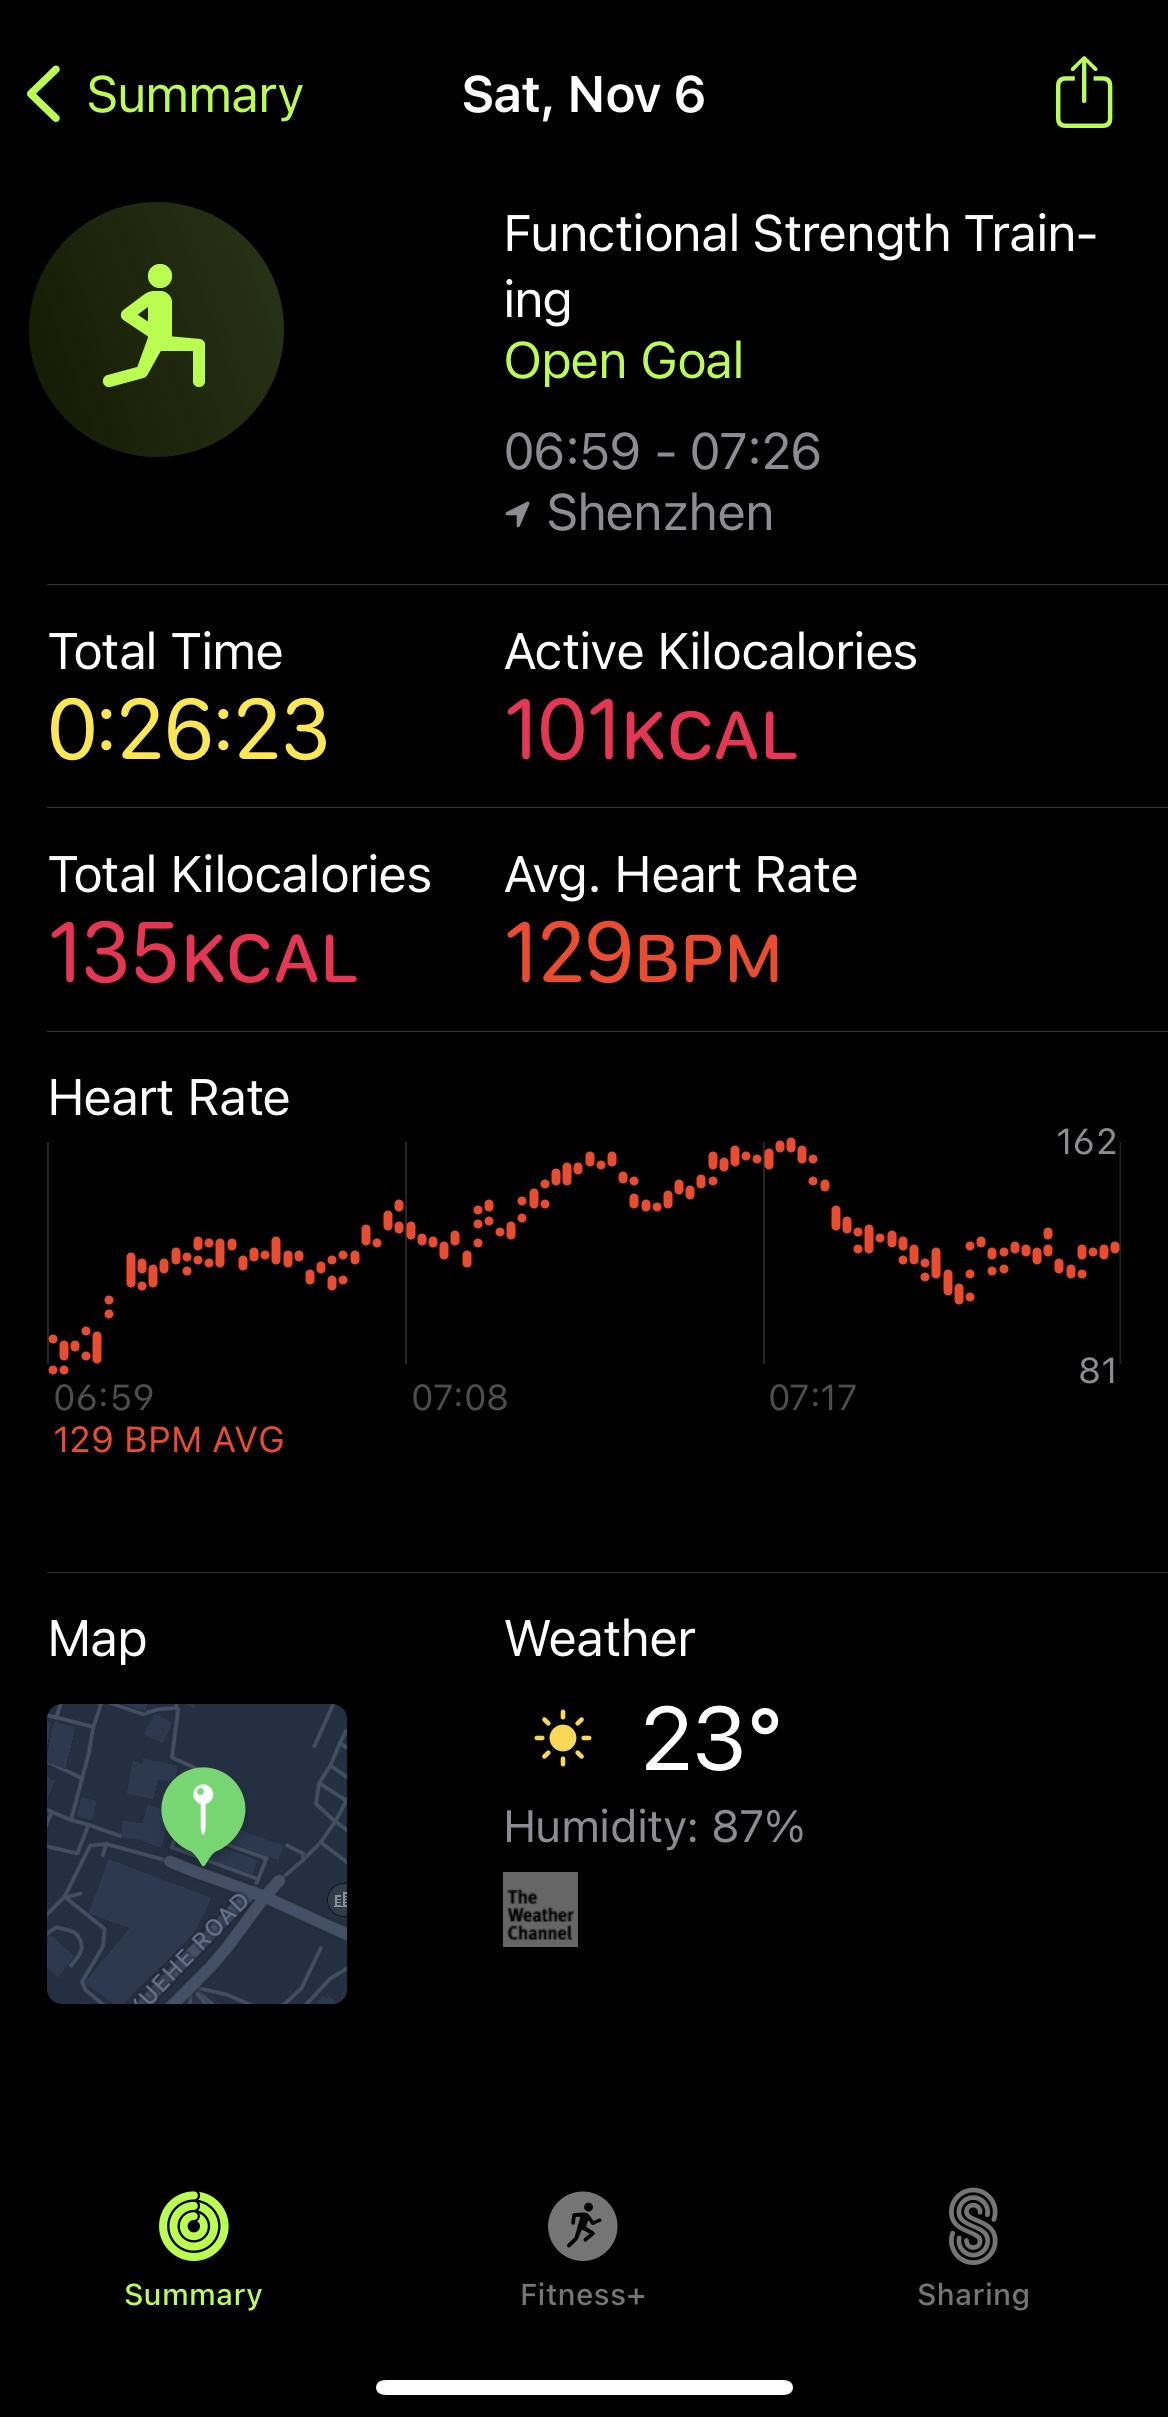 Summary
Sat, Nov 6
Functional Strength Train-
ing
Open Goal
06:59 - 07:26
Shenzhen
Total Time
Active Kilocalories
0:26:23
101KCAL
Total Kilocalories
Avg. Heart Rate
135KCAL
129BPM
Heart Rate
162
81
06:59
07:08
07:17
129 BPM AVG
Map
Weather
23°
Humidity: 87%
The
Weather
Channel
ROAD
Summary
Fitness+
Sharing